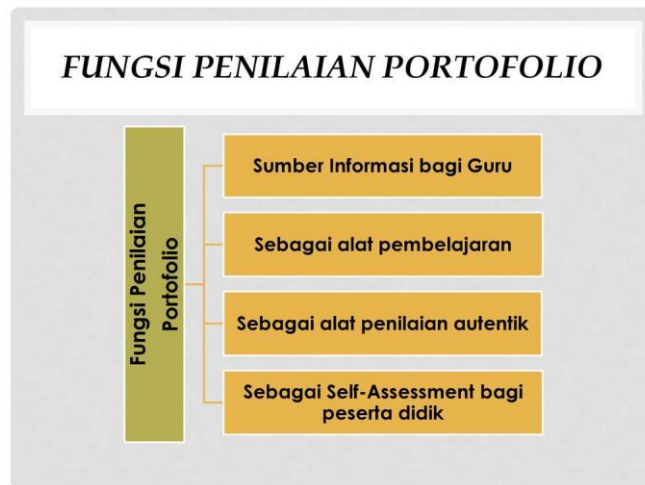 FUNGSI PENILAIAN PORTOFOLIO
Fungsi Penilaian
Portofolio
Sumber Informasi bagi Guru
Sebagai alat pembelajaran
Sebagai alat penilaian autentik
Sebagai Self-Assessment bagi
peserta didik